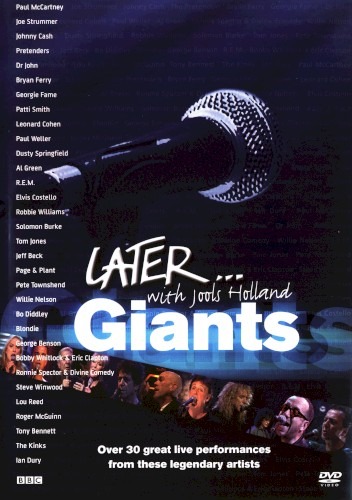 Paul McCartney
Joe Strummer
Johnny Cash
Pretenders
Dr John
Bryan Ferry
Georgie Fame
Patti Smith
Leonard Cohen
Paul Weller
Dusty Springfield
Al Green
R.E.M.
Elvis Costello
Robbie Williams
Solomon Burke
Tom Jones
Jeff Beck
Page & Plant
Pete Townshend
Willie Nelson
Bo Diddley
Blondie
George Benson
Bobby Whitlock & Eric Clapton
Ronnie Spector & Divine Comedy
Steve Winwood
Lou Reed
Roger McGuinn
Tony Bennett
The Kinks
Ian Dury
LATER...
with Jools Holland
Giants
Over 30 great live performances
from these legendary artists
BBC
DVD
VIDEO